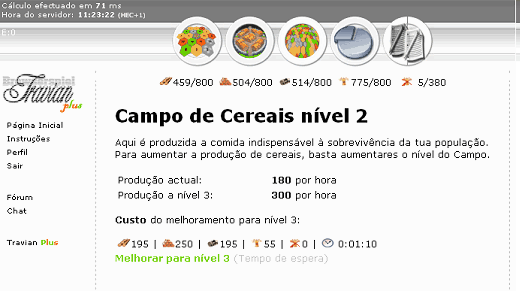 Cálculo efectuado em 71 ms
Hora do servidor: 11:23:22 (MEC+1)
E:0
Travian
plus
459/800 504/800 514/800 775/800 5/380
Campo de Cereais nível 2
Página Inicial
Instruções
Perfil
Sair
Fórum
Chat
Travian Plus
Aqui é produzida a comida indispensável à sobrevivência da tua população.
Para aumentar a produção de cereais, basta aumentares o nível do Campo.
Produção actual: 180 por hora
Produção a nível 3: 300 por hora
Custo do melhoramento para nível 3:
195 | 250 | 195 | 55 | 0 | 0:01:10
Melhorar para nível 3 (Tempo de espera)